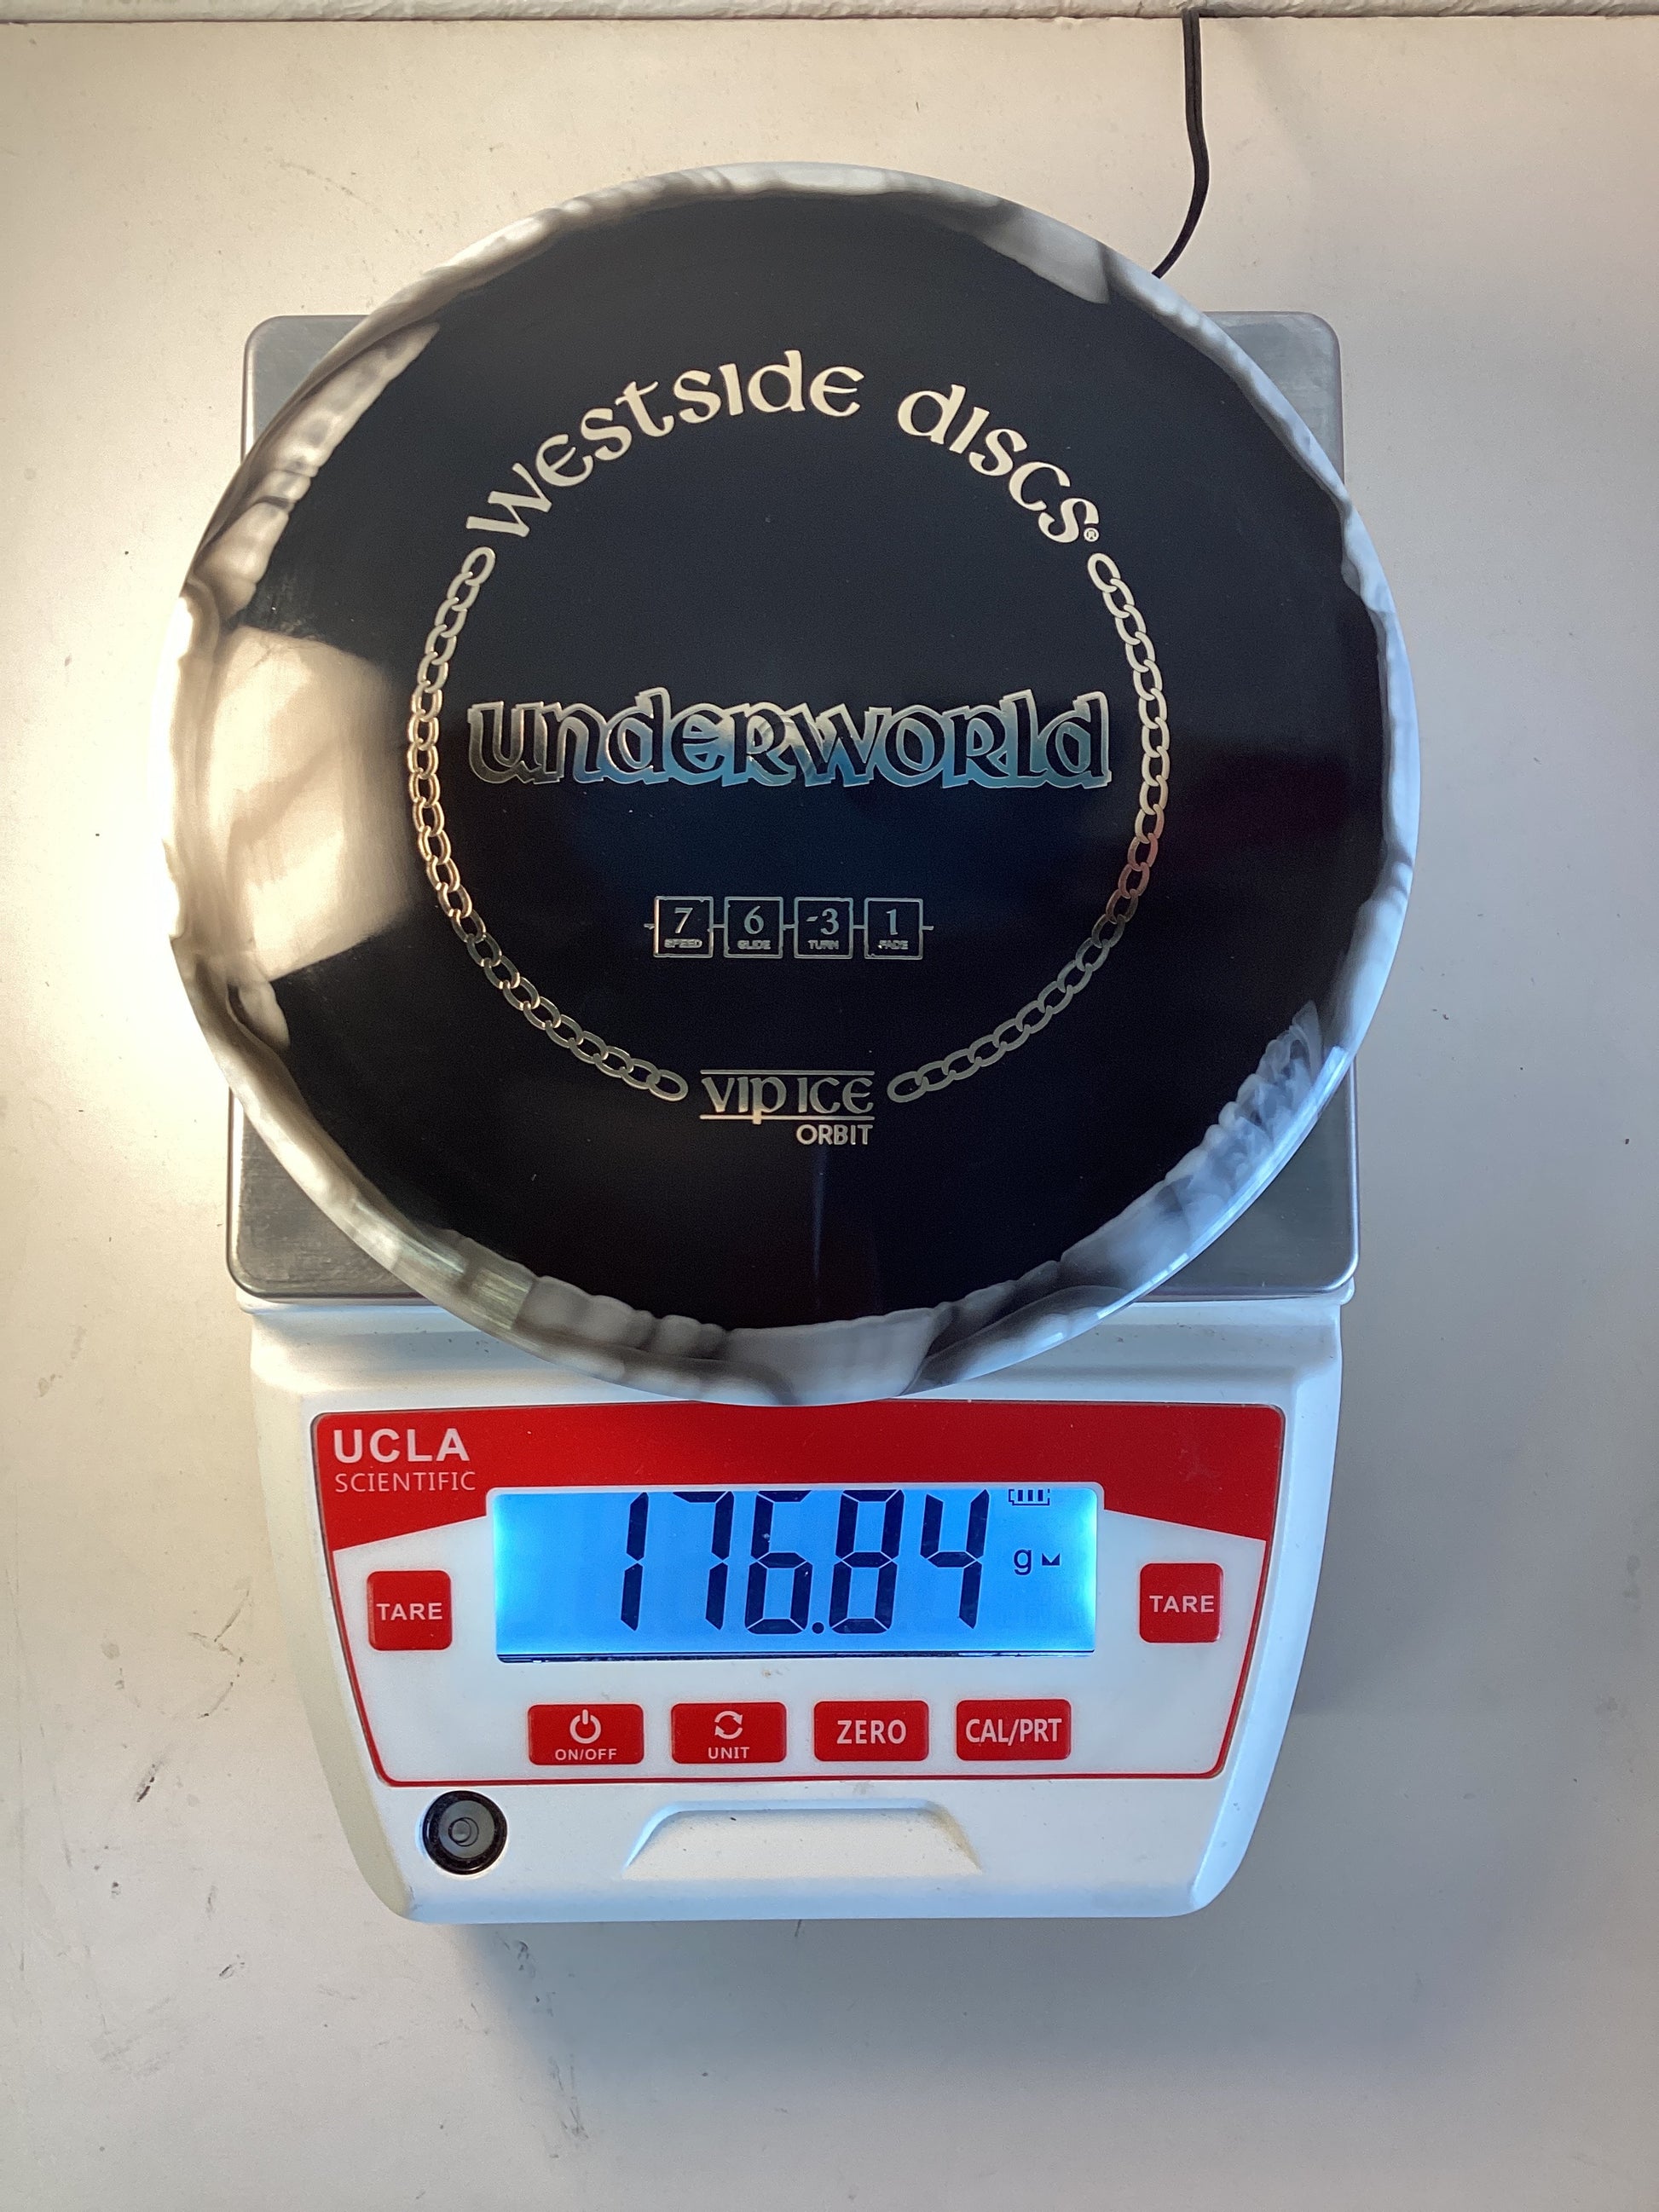 westside discs®
underworld
7 6 -3 1
SPEED GLIDE TURN FADE
VIP ICE
ORBIT
UCLA
SCIENTIFIC
176.84 g
TARE TARE
ON/OFF UNIT ZERO CAL/PRT